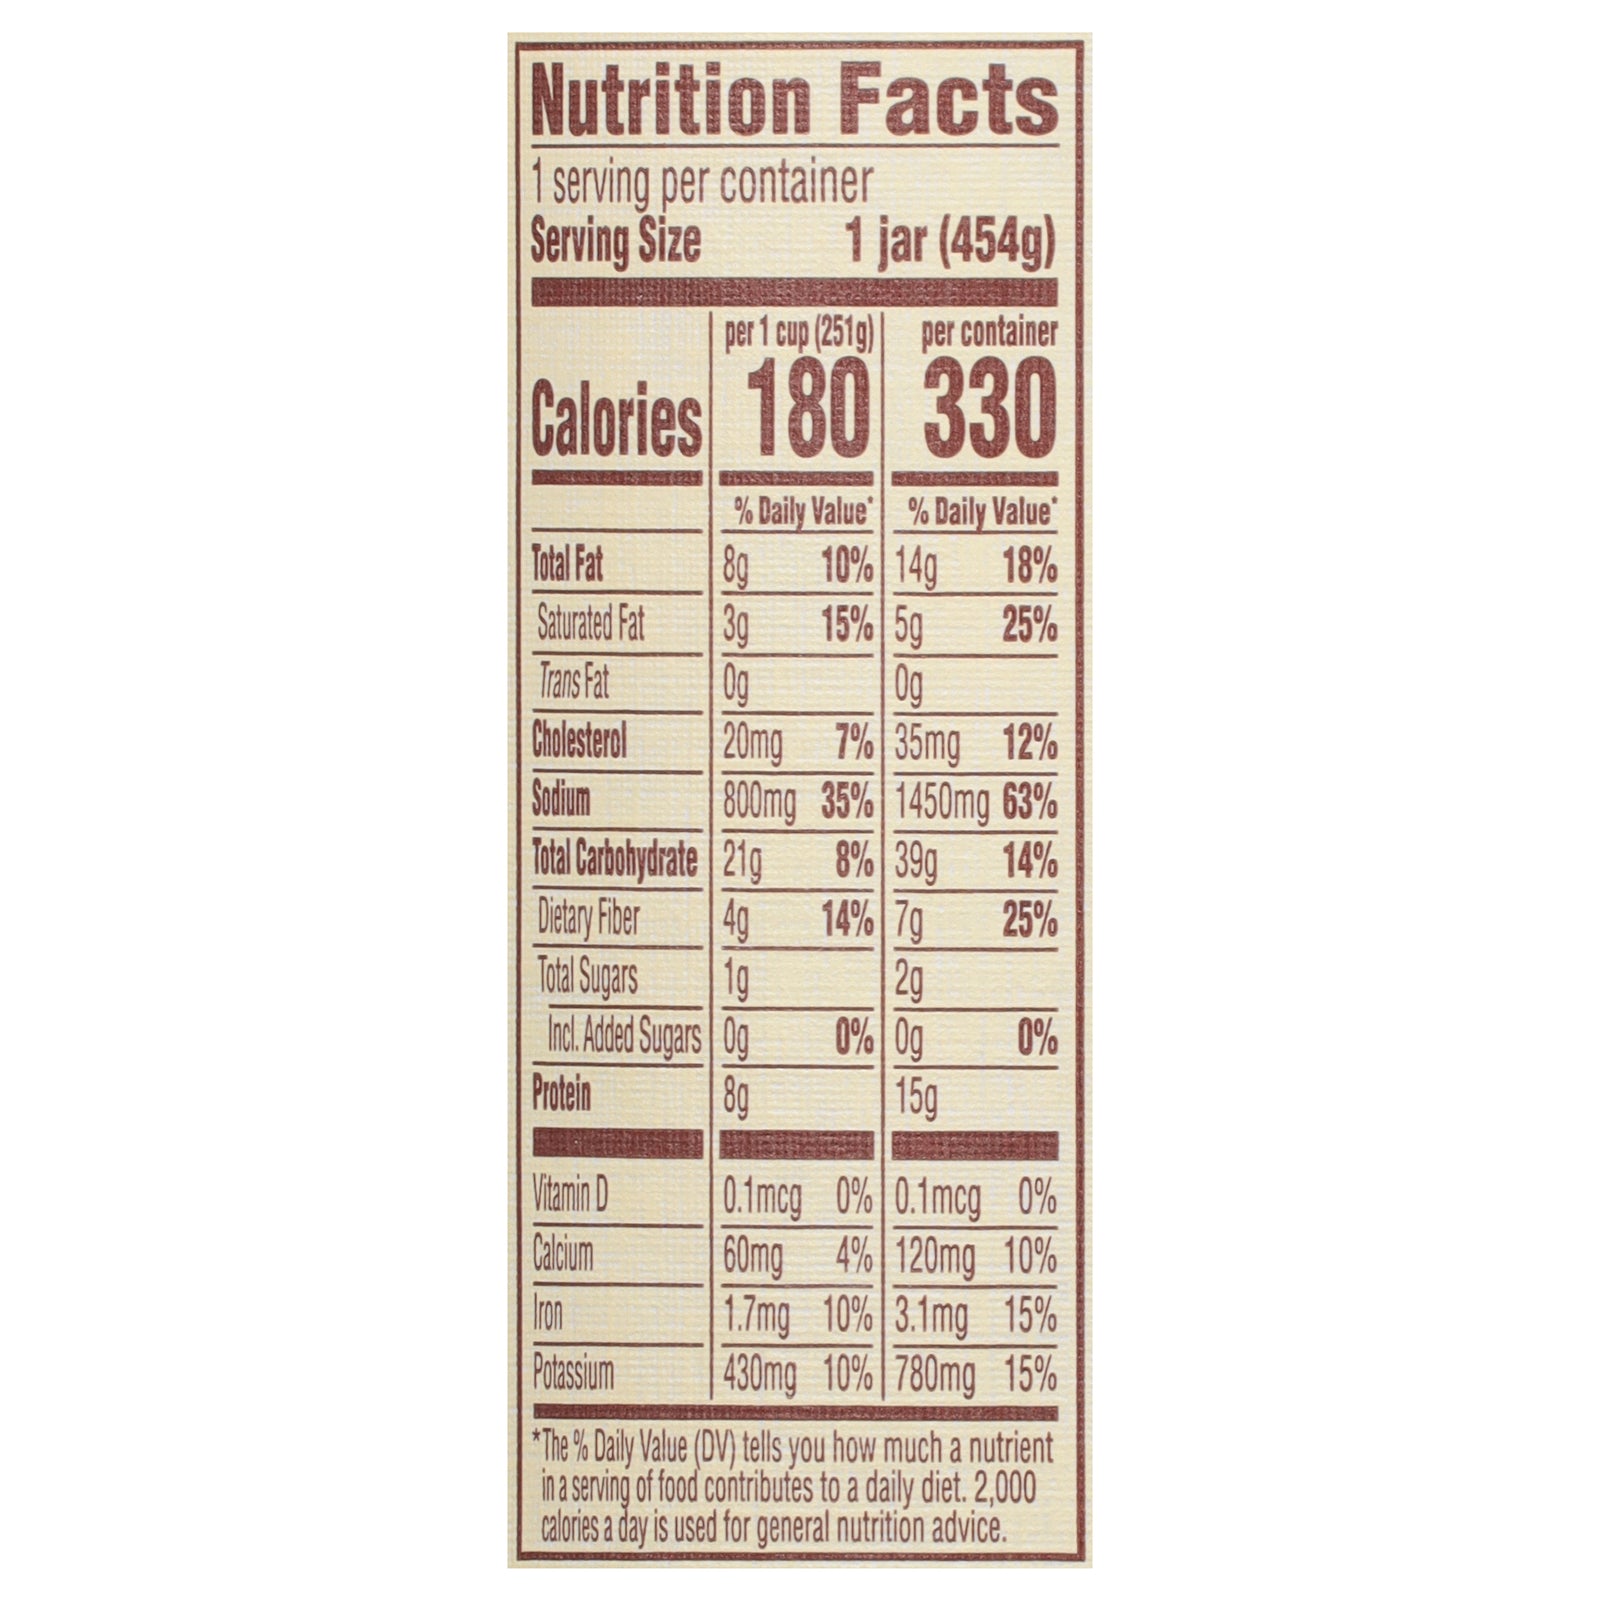 Nutrition Facts
1 serving per container
Serving Size 1 jar (454g)
per 1 cup (251g) per container
Calories 180 330
% Daily Value* % Daily Value*
Total Fat 8g 10% 14g 18%
Saturated Fat 3g 15% 5g 25%
Trans Fat 0g 0g
Cholesterol 20mg 7% 35mg 12%
Sodium 800mg 35% 1450mg 63%
Total Carbohydrate 21g 8% 39g 14%
Dietary Fiber 4g 14% 7g 25%
Total Sugars 1g 2g
Incl. Added Sugars 0g 0% 0g 0%
Protein 8g 15g
Vitamin D 0.1mcg 0% 0.1mcg 0%
Calcium 60mg 4% 120mg 10%
Iron 1.7mg 10% 3.1mg 15%
Potassium 430mg 10% 780mg 15%
*The % Daily Value (DV) tells you how much a nutrient
in a serving of food contributes to a daily diet. 2,000
calories a day is used for general nutrition advice.